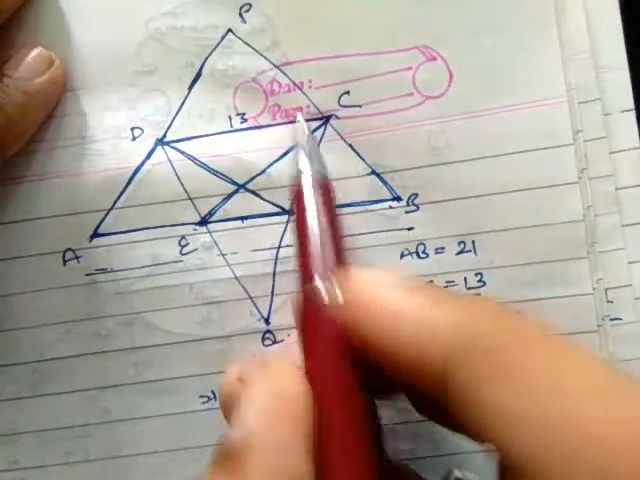 P
Date:
Page:
13
C
D
B
A
E
AB = 21
= 13
Q